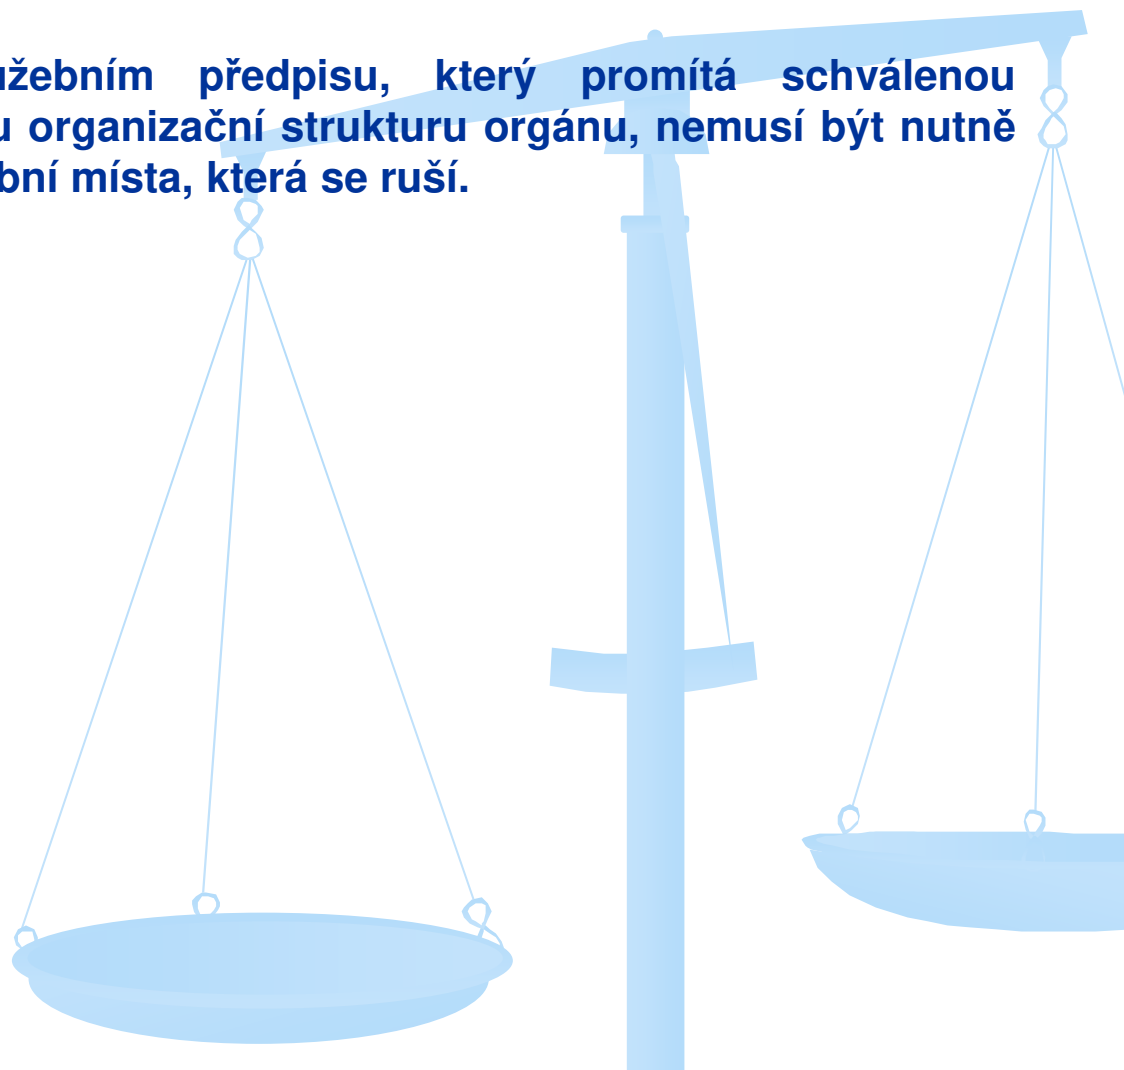 užebním předpisu, který promítá schválenou
u organizační strukturu orgánu, nemusí být nutně
bní místa, která se ruší.